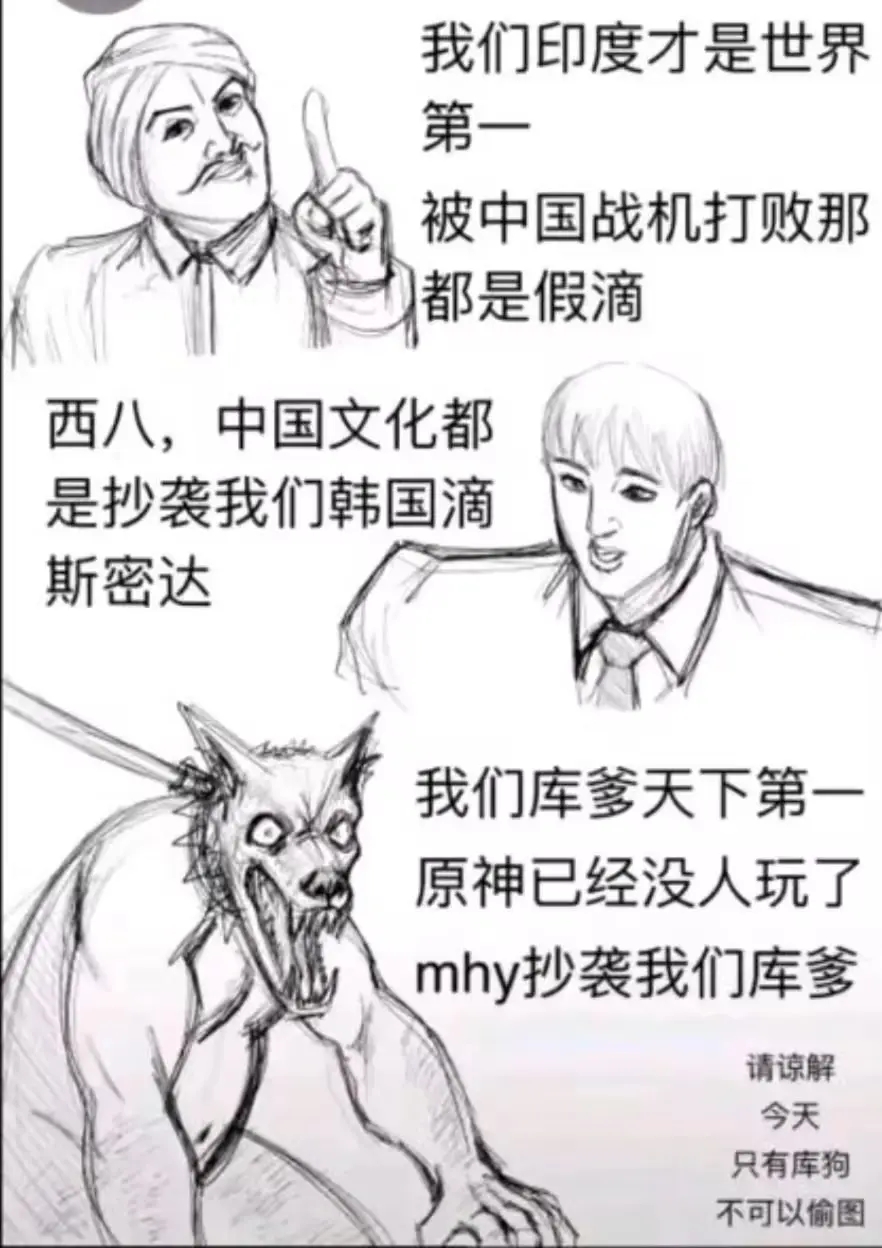 我们印度才是世界
第一
被中国战机打败那
都是假滴
西八，中国文化都
是抄袭我们韩国滴
斯密达
我们库爹天下第一
原神已经没人玩了
mhy抄袭我们库爹
请谅解
今天
只有库狗
不可以偷图